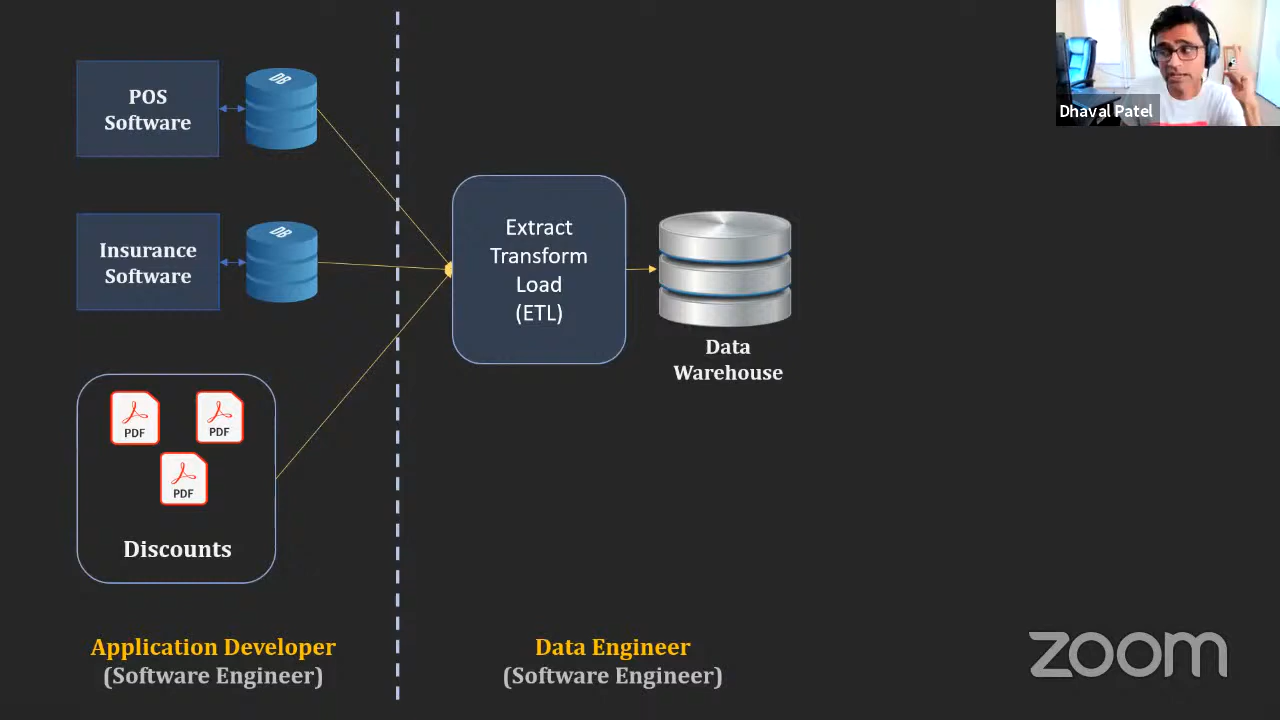 POS
Software
DB
Insurance
Software
DB
PDF
PDF
PDF
Discounts
Application Developer
(Software Engineer)
Extract
Transform
Load
(ETL)
Data
Warehouse
Data Engineer
(Software Engineer)
Dhaval Patel
zoom